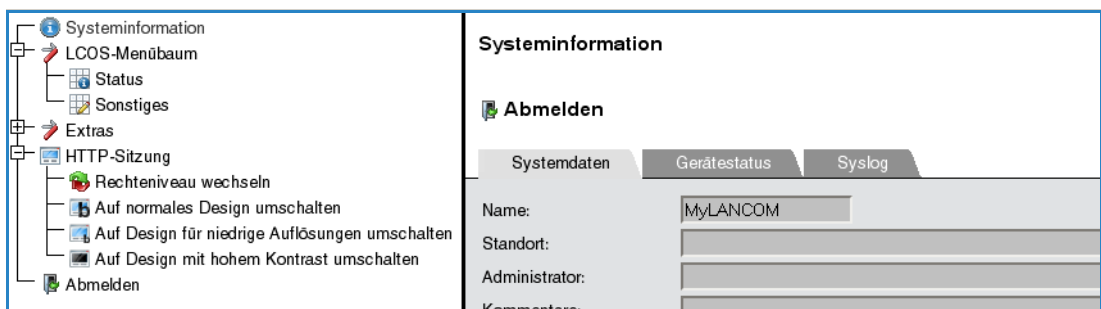 Systeminformation
LCOS-Menübaum
Status
Sonstiges
Extras
HTTP-Sitzung
Rechteniveau wechseln
Auf normales Design umschalten
Auf Design für niedrige Auflösungen umschalten
Auf Design mit hohem Kontrast umschalten
Abmelden
Systeminformation
Abmelden
Systemdaten Gerätestatus Syslog
Name: MyLANCOM
Standort:
Administrator: